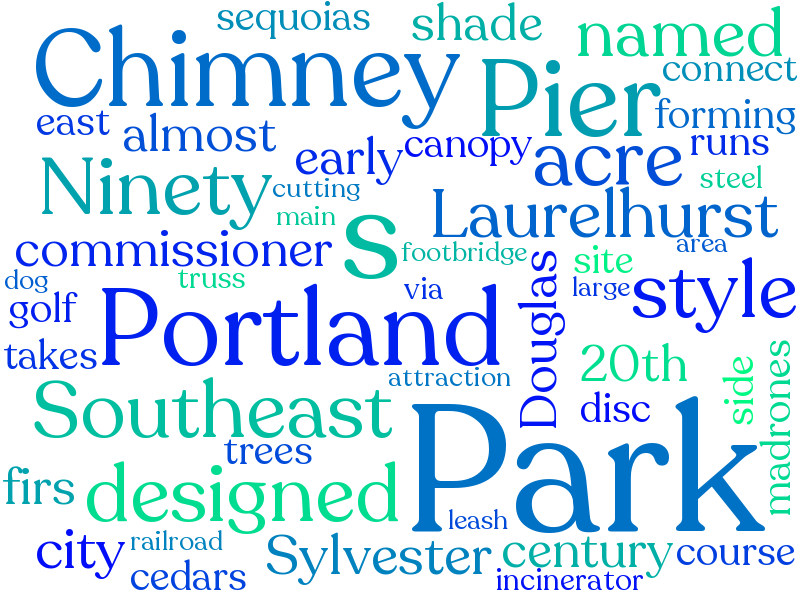 sequoias shade named
Chimney Pier connect
east almost early canopy acre forming runs
Ninety cutting main Laurelhurst steel
commissioner s footbridge site area
dog truss via Douglas large style
golf Portland
takes attraction 20th side madrones
Southeast disc
trees Park
firs designed leash
city railroad Sylvester century course
cedars incinerator